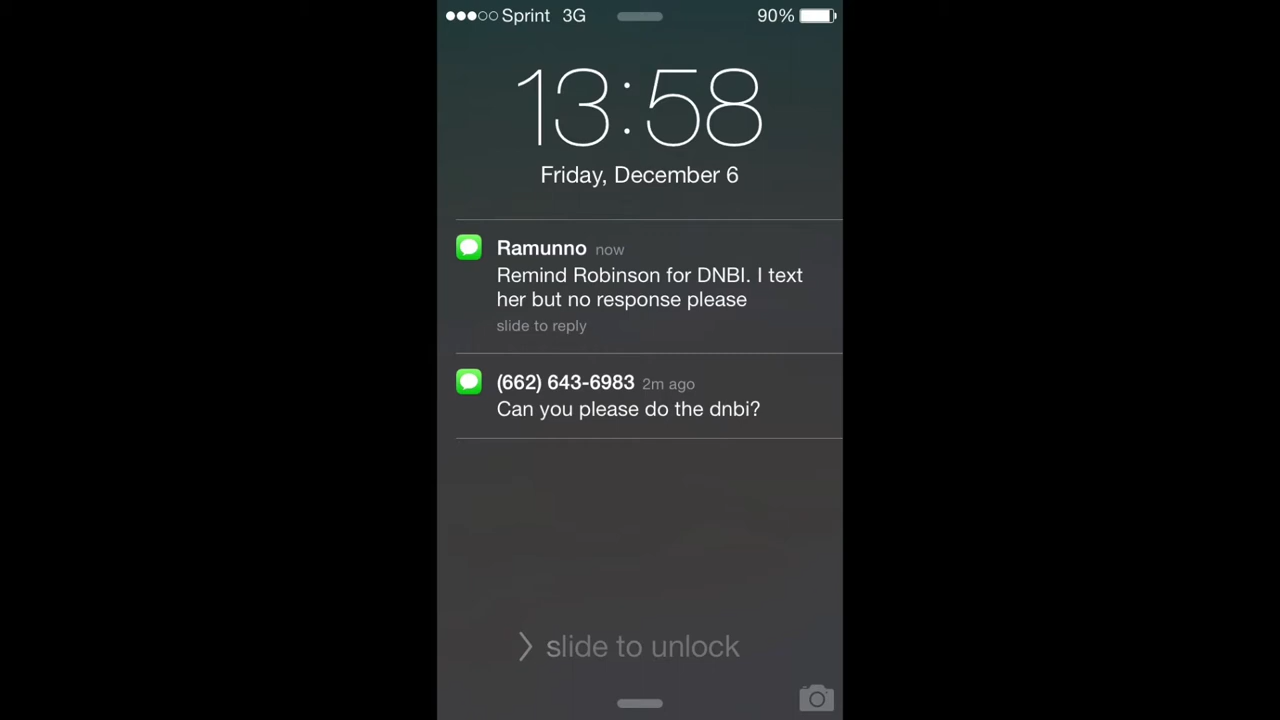 Sprint 3G 90%
13:58
Friday, December 6
Ramunno now
Remind Robinson for DNBI. I text
her but no response please
slide to reply
(662) 643-6983 2m ago
Can you please do the dnbi?
slide to unlock